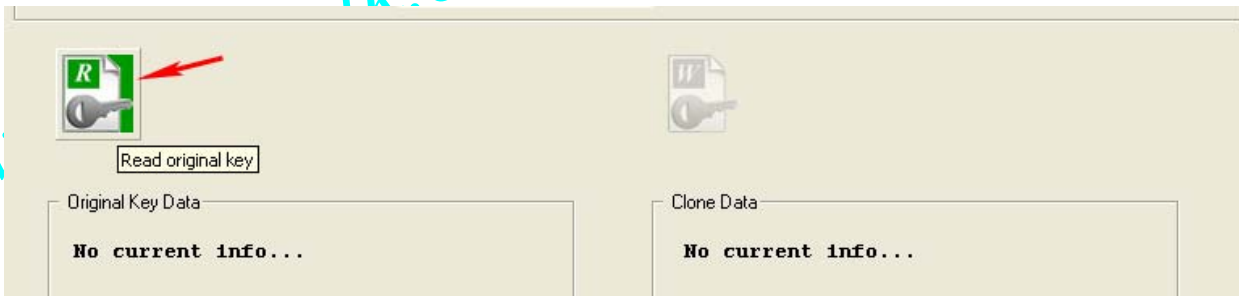 R
W
Read original key
Original Key Data
Clone Data
No current info...
No current info...